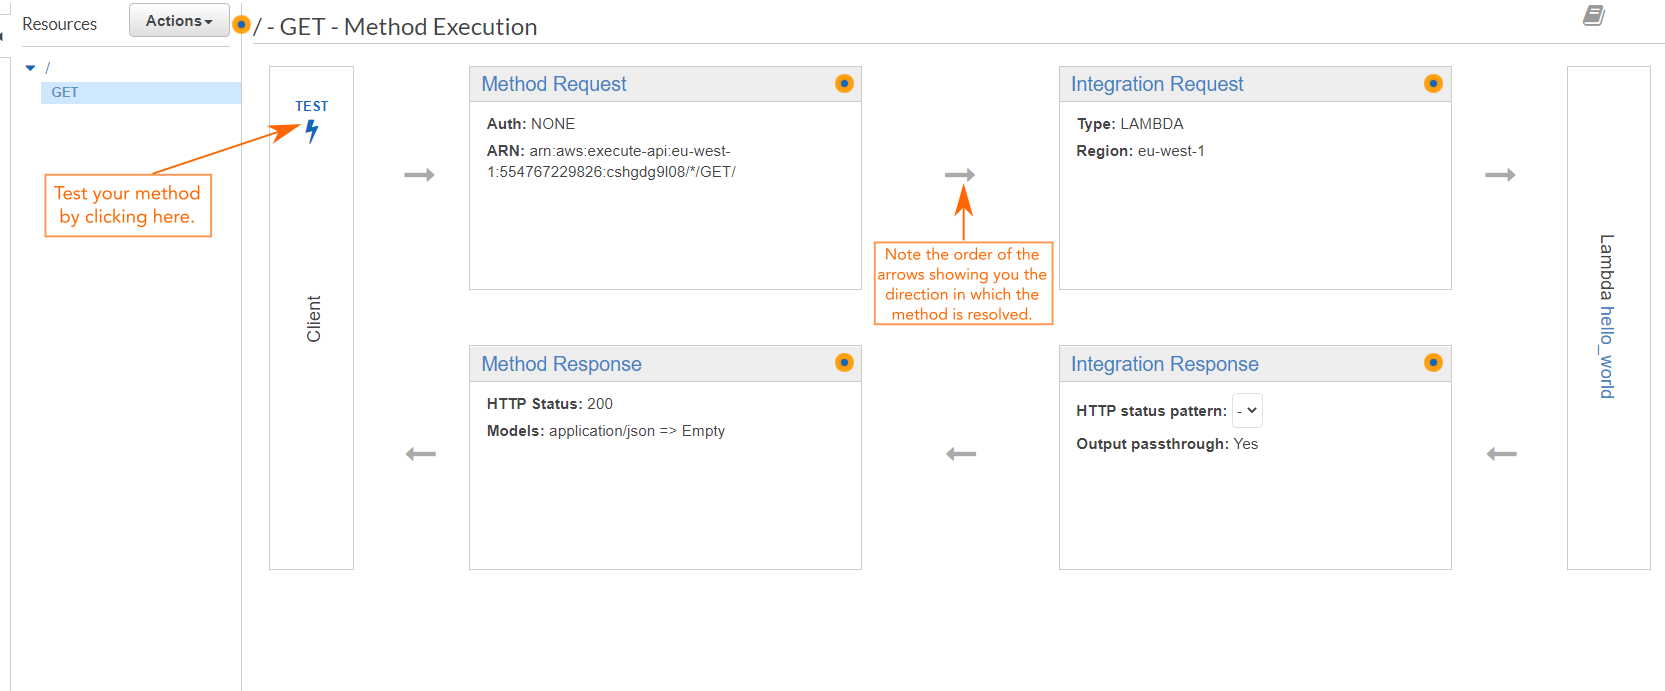 Resources
Actions
/ - GET - Method Execution
/
GET
TEST
Test your method
by clicking here.
Client
Method Request
Auth: NONE
ARN: arn:aws:execute-api:eu-west-
1:554767229826:cshgdg9l08/*/GET/
Note the order of the
arrows showing you the
direction in which the
method is resolved.
Integration Request
Type: LAMBDA
Region: eu-west-1
Lambda hello_world
Method Response
HTTP Status: 200
Models: application/json => Empty
Integration Response
HTTP status pattern: -
Output passthrough: Yes